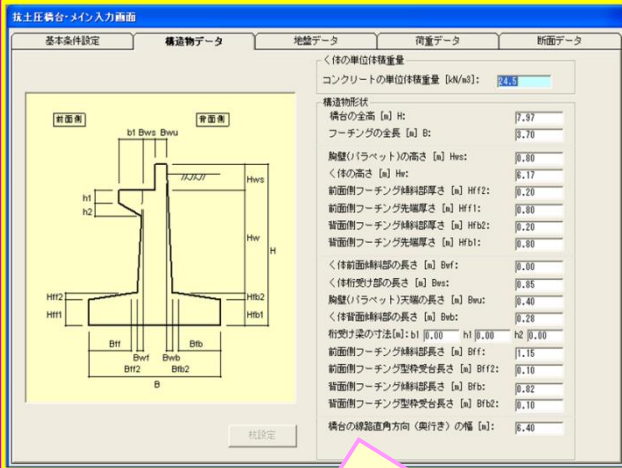 抗土圧橋台・メイン入力画面
基本条件設定 構造物データ 地盤データ 荷重データ 断面データ
く体の単位体積重量
コンクリートの単位体積重量 [kN/m3]: 24.5
構造物形状
橋台の全高 [m] H: 7.97
フーチングの全長 [m] B: 3.70
胸壁(パラペット)の高さ [m] Hws: 0.80
く体の高さ [m] Hw: 6.17
前面側フーチング傾斜部厚さ [m] Hff2: 0.20
前面側フーチング先端厚さ [m] Hff1: 0.80
背面側フーチング傾斜部厚さ [m] Hfb2: 0.20
背面側フーチング先端厚さ [m] Hfb1: 0.80
く体前面傾斜部の長さ [m] Bwf: 0.00
く体桁受け部の長さ [m] Bws: 0.85
胸壁(パラペット)天端の長さ [m] Bwu: 0.40
く体背面傾斜部の長さ [m] Bwb: 0.28
桁受け梁の寸法[m]: b1 0.00 h1 0.00 h2 0.00
前面側フーチング傾斜部長さ [m] Bff: 1.15
前面側フーチング型枠受台長さ [m] Bff2: 0.10
背面側フーチング傾斜部長さ [m] Bfb: 0.82
背面側フーチング型枠受台長さ [m] Bfb2: 0.10
橋台の線路直角方向(奥行き)の幅 [m]: 6.40
前面側 背面側
b1 Bws Bwu
Hws
h1
h2
Hw
H
Hff2 Hfb2
Hff1 Hfb1
Bff Bfb
Bwf Bwb
Bff2 Bfb2
B
杭設定